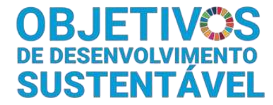 OBJETIVOS
DE DESENVOLVIMENTO
SUSTENTÁVEL